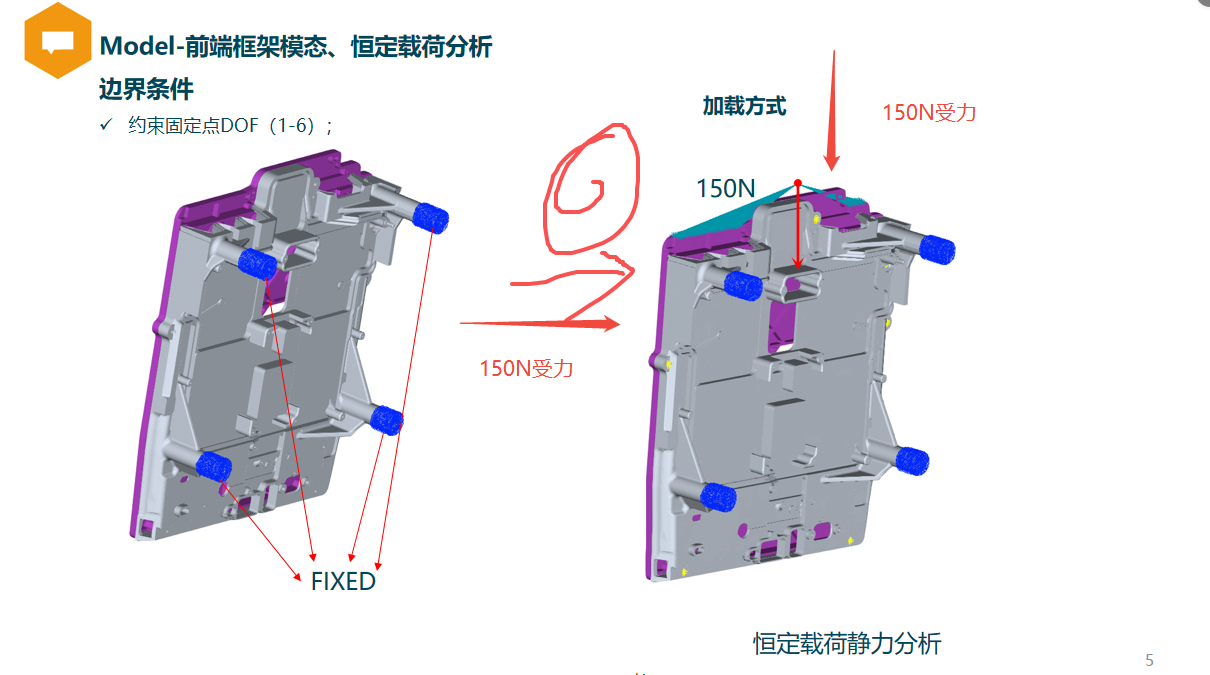 Model-前端框架模态、恒定载荷分析
边界条件
✓ 约束固定点DOF（1-6）;
加载方式
150N受力
150N
150N受力
FIXED
恒定载荷静力分析
5